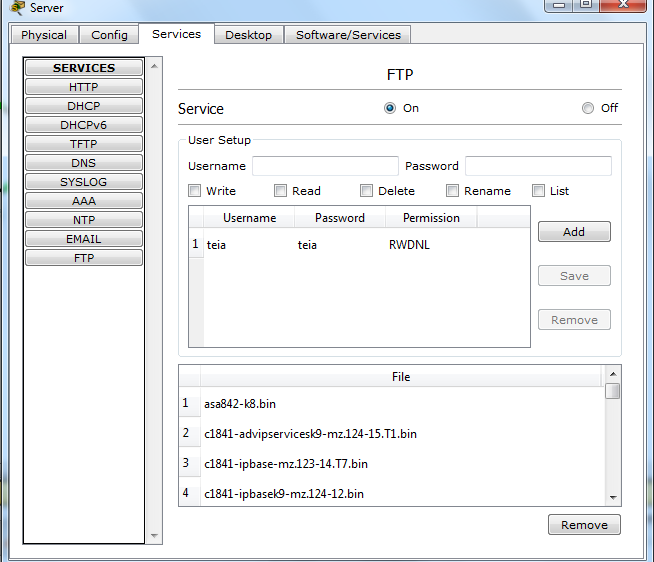 Server
Physical Config Services Desktop Software/Services
SERVICES
HTTP
DHCP
DHCPv6
TFTP
DNS
SYSLOG
AAA
NTP
EMAIL
FTP
FTP
Service On Off
User Setup
Username Password
Write Read Delete Rename List
Username Password Permission
1 teia teia RWDNL
Add
Save
Remove
File
1 asa842-k8.bin
2 c1841-advipservicesk9-mz.124-15.T1.bin
3 c1841-ipbase-mz.123-14.T7.bin
4 c1841-ipbasek9-mz.124-12.bin
Remove